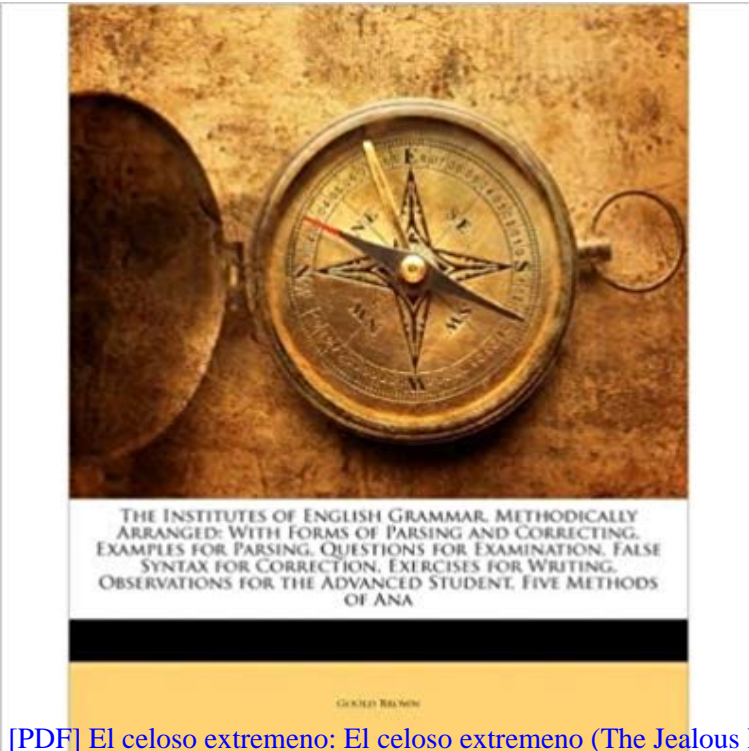 E
NE
SE
N
S
NW
SW
W
THE INSTITUTES OF ENGLISH GRAMMAR, METHODICALLY
ARRANGED: WITH FORMS OF PARSING AND CORRECTING,
EXAMPLES FOR PARSING, QUESTIONS FOR EXAMINATION, FALSE
SYNTAX FOR CORRECTION, EXERCISES FOR WRITING,
OBSERVATIONS FOR THE ADVANCED STUDENT, FIVE METHODS
OF ANA
GOOLD BROWN
[PDF] El celoso extremeno: El celoso extremeno (The Jealous